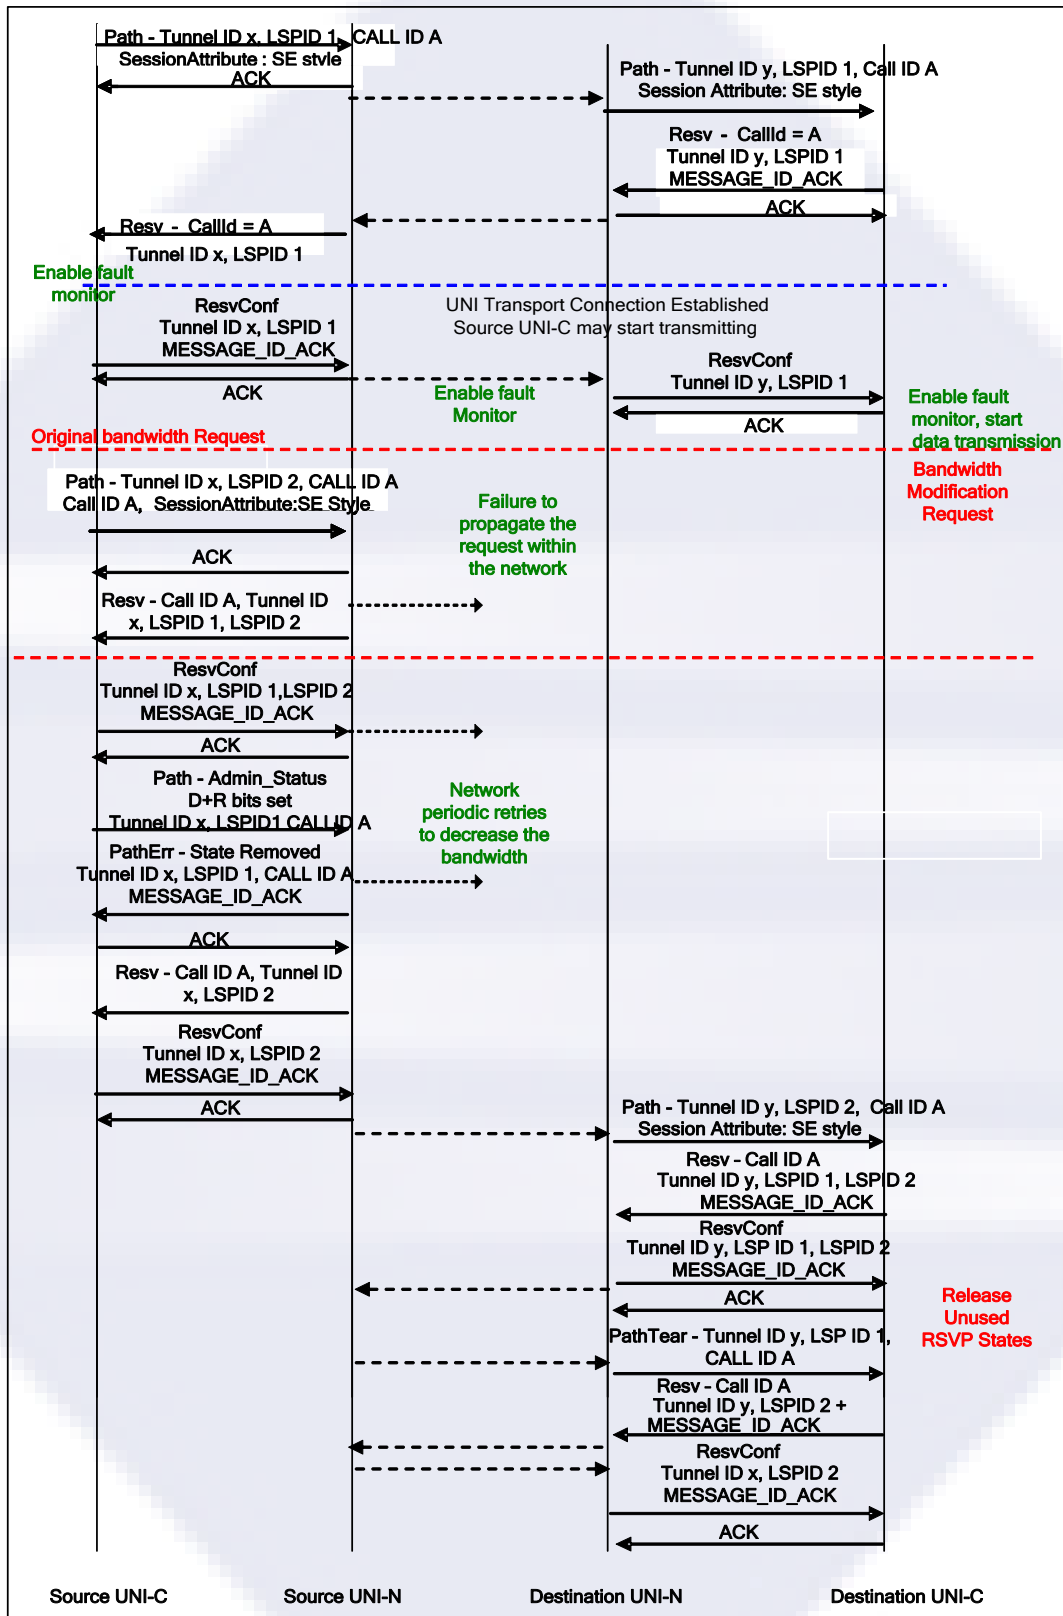 Path - Tunnel ID x, LSPID 1, CALL ID A
SessionAttribute : SE style
ACK
Path - Tunnel ID y, LSPID 1, Call ID A
Session Attribute: SE style
Resv - CallId = A
Tunnel ID y, LSPID 1
MESSAGE_ID_ACK
ACK
Resv - CallId = A
Tunnel ID x, LSPID 1
Enable fault
monitor
UNI Transport Connection Established
Source UNI-C may start transmitting
ResvConf
Tunnel ID x, LSPID 1
MESSAGE_ID_ACK
ACK
Enable fault
Monitor
ResvConf
Tunnel ID y, LSPID 1
ACK
Enable fault
monitor, start
data transmission
Original bandwidth Request
Bandwidth
Modification
Request
Path - Tunnel ID x, LSPID 2, CALL ID A
Call ID A, SessionAttribute:SE Style
ACK
Failure to
propagate the
request within
the network
Resv - Call ID A, Tunnel ID
x, LSPID 1, LSPID 2
ResvConf
Tunnel ID x, LSPID 1,LSPID 2
MESSAGE_ID_ACK
ACK
Path - Admin_Status
D+R bits set
Tunnel ID x, LSPID1 CALLID A
Network
periodic retries
to decrease the
bandwidth
PathErr - State Removed
Tunnel ID x, LSPID 1, CALL ID A
MESSAGE_ID_ACK
ACK
Resv - Call ID A, Tunnel ID
x, LSPID 2
ResvConf
Tunnel ID x, LSPID 2
MESSAGE_ID_ACK
ACK
Path - Tunnel ID y, LSPID 2, Call ID A
Session Attribute: SE style
Resv - Call ID A
Tunnel ID y, LSPID 1, LSPID 2
MESSAGE_ID_ACK
ResvConf
Tunnel ID y, LSP ID 1, LSPID 2
MESSAGE_ID_ACK
ACK
Release
Unused
RSVP States
PathTear - Tunnel ID y, LSP ID 1,
CALL ID A
Resv - Call ID A
Tunnel ID y, LSPID 2 +
MESSAGE_ID_ACK
ResvConf
Tunnel ID x, LSPID 2
MESSAGE_ID_ACK
ACK
Source UNI-C
Source UNI-N
Destination UNI-N
Destination UNI-C